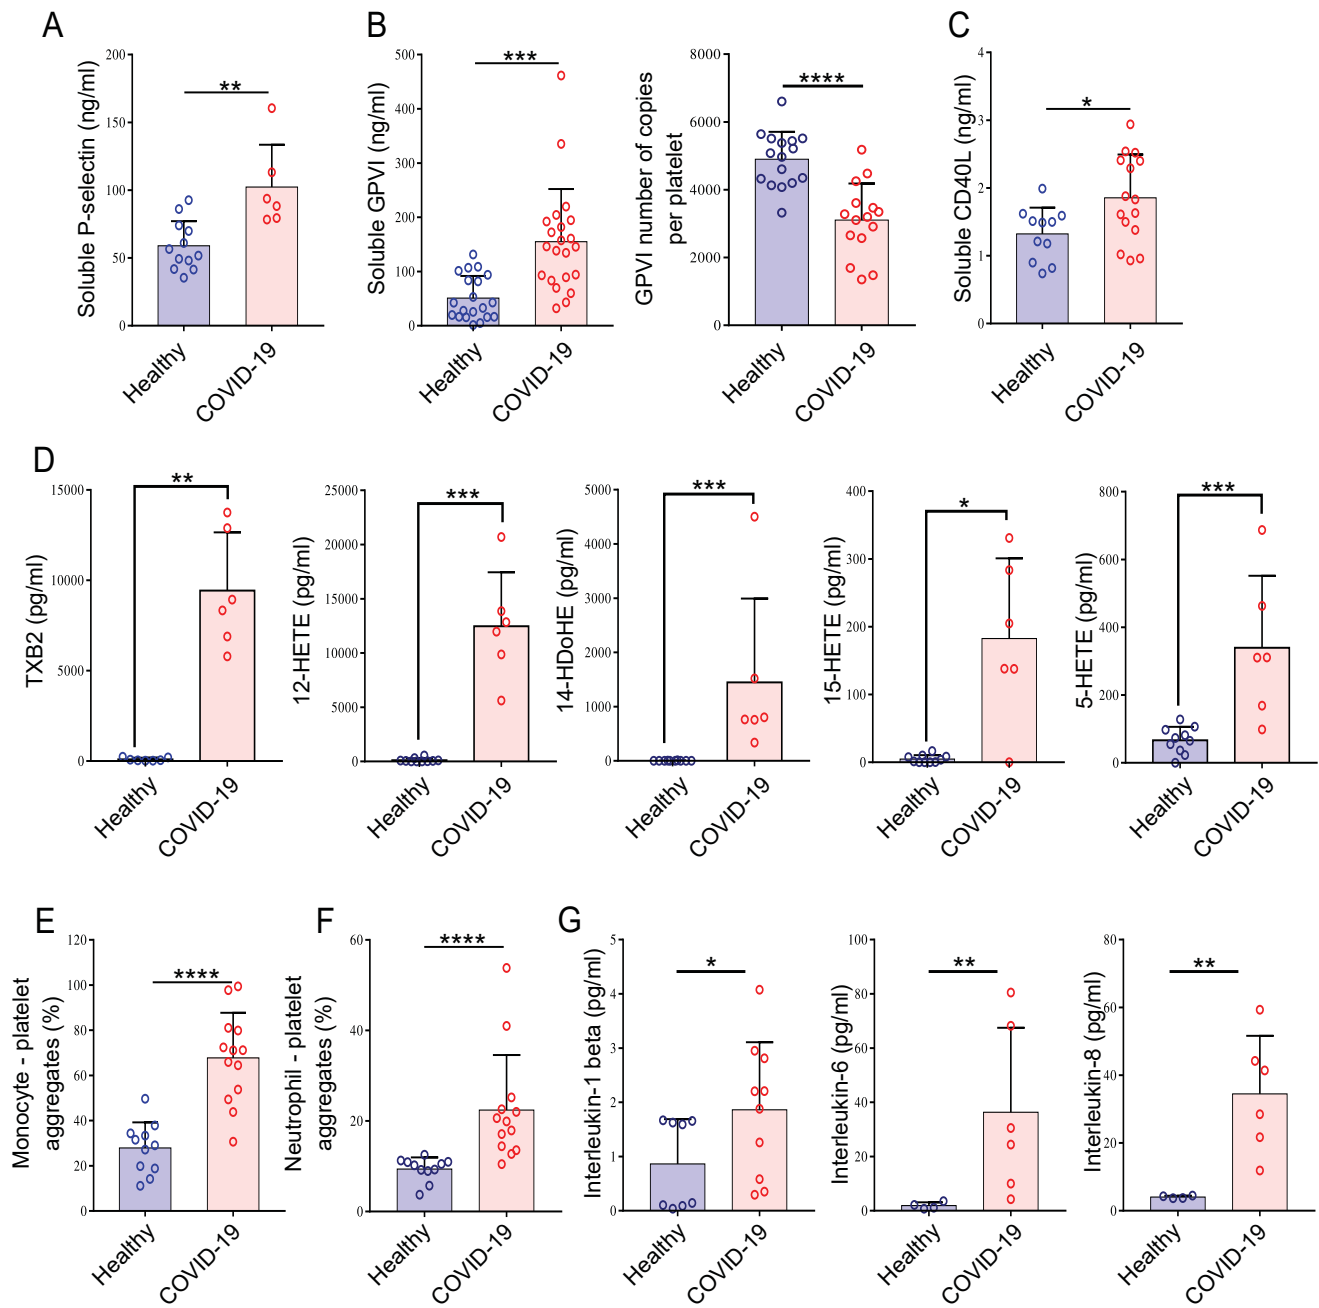 A
B
C
Soluble P-selectin (ng/ml)
200
150
100
50
0
**
Healthy
COVID-19
Soluble GPVI (ng/ml)
500
400
300
200
100
0
***
Healthy
COVID-19
GPVI number of copies
per platelet
8000
6000
4000
2000
0
****
Healthy
COVID-19
Soluble CD40L (ng/ml)
4
3
2
1
0
*
Healthy
COVID-19
D
TXB2 (pg/ml)
15000
10000
5000
0
**
Healthy
COVID-19
12-HETE (pg/ml)
25000
20000
15000
10000
5000
0
***
Healthy
COVID-19
14-HDoHE (pg/ml)
5000
4000
3000
2000
1000
0
***
Healthy
COVID-19
15-HETE (pg/ml)
400
300
200
100
0
*
Healthy
COVID-19
5-HETE (pg/ml)
800
600
400
200
0
***
Healthy
COVID-19
E
F
G
Monocyte - platelet
aggregates (%)
120
100
80
60
40
20
0
****
Healthy
COVID-19
Neutrophil - platelet
aggregates (%)
60
40
20
0
****
Healthy
COVID-19
Interleukin-1 beta (pg/ml)
5
4
3
2
1
0
*
Healthy
COVID-19
Interleukin-6 (pg/ml)
100
80
60
40
20
0
**
Healthy
COVID-19
Interleukin-8 (pg/ml)
80
60
40
20
0
**
Healthy
COVID-19